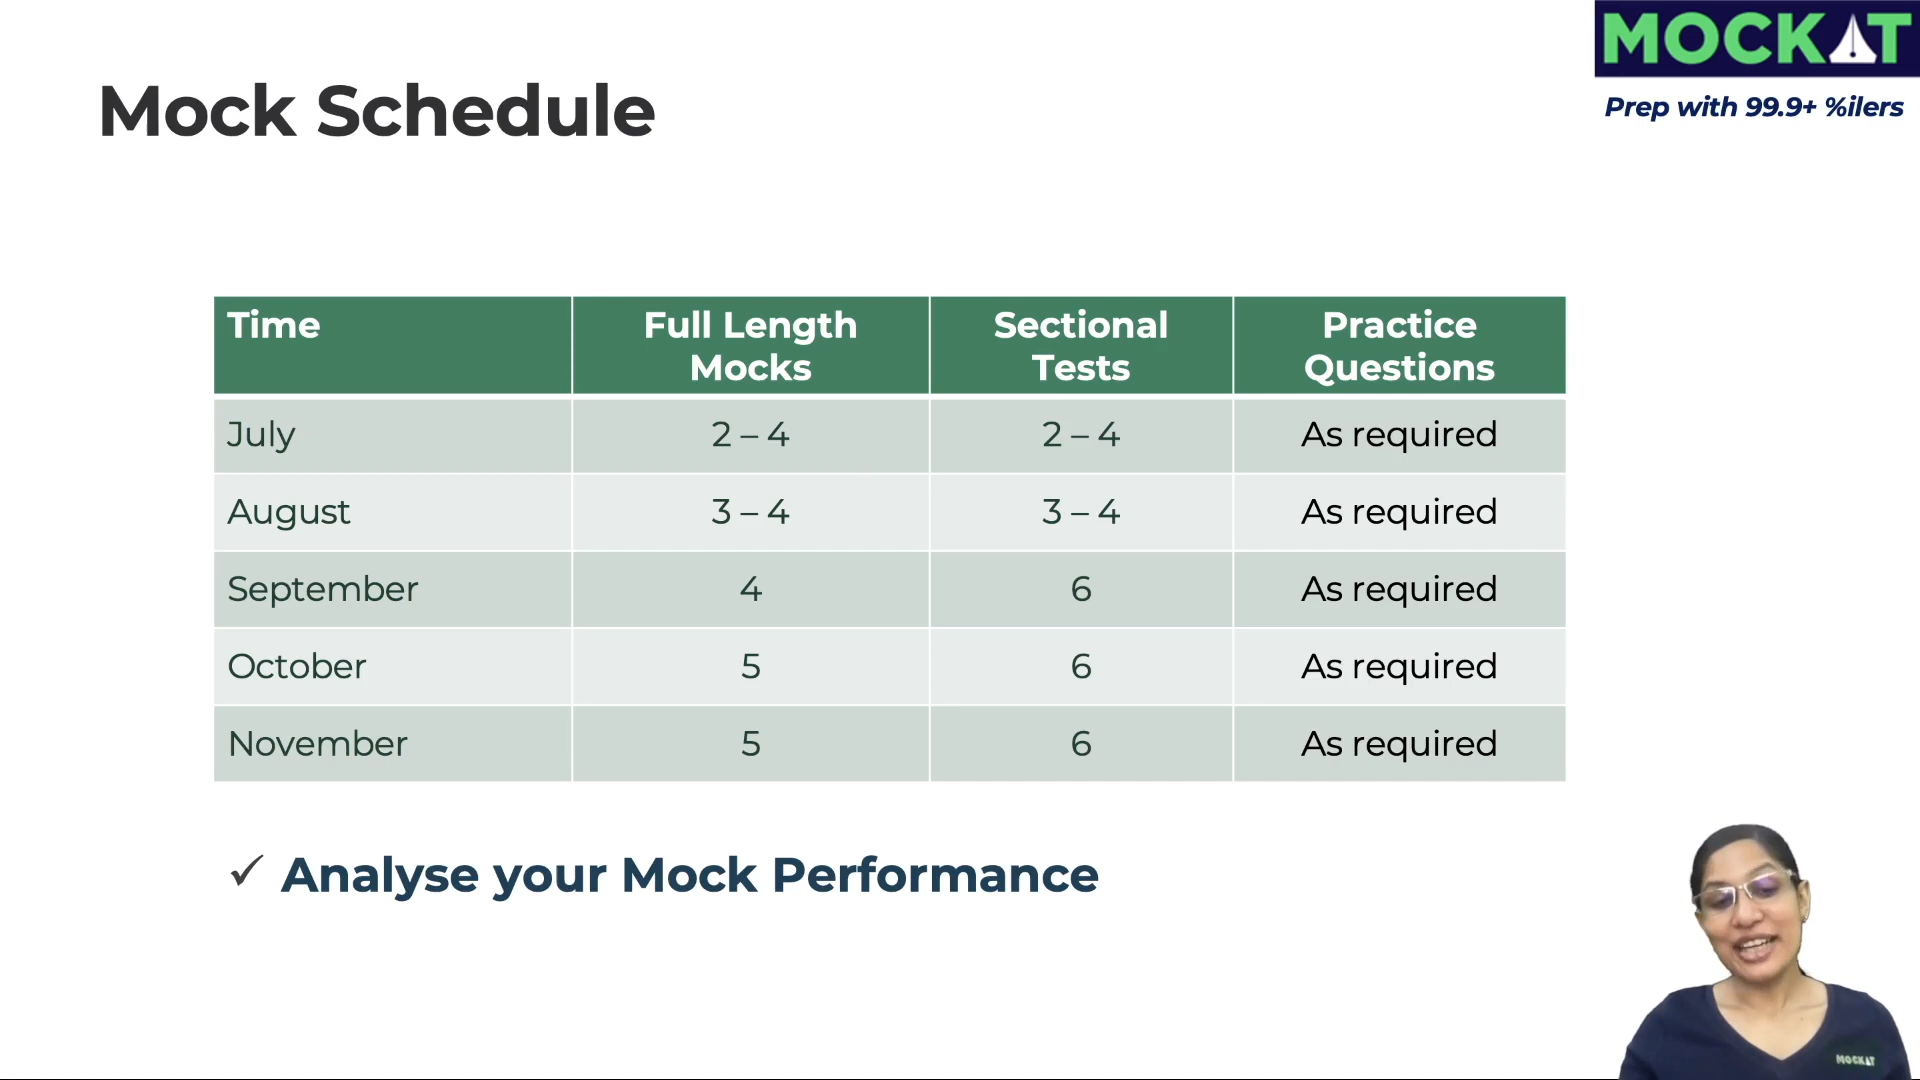 MOCKAT
Prep with 99.9+ %ilers
Mock Schedule
Time Full Length Mocks Sectional Tests Practice Questions
July 2 – 4 2 – 4 As required
August 3 – 4 3 – 4 As required
September 4 6 As required
October 5 6 As required
November 5 6 As required
✓ Analyse your Mock Performance
MOCKAT